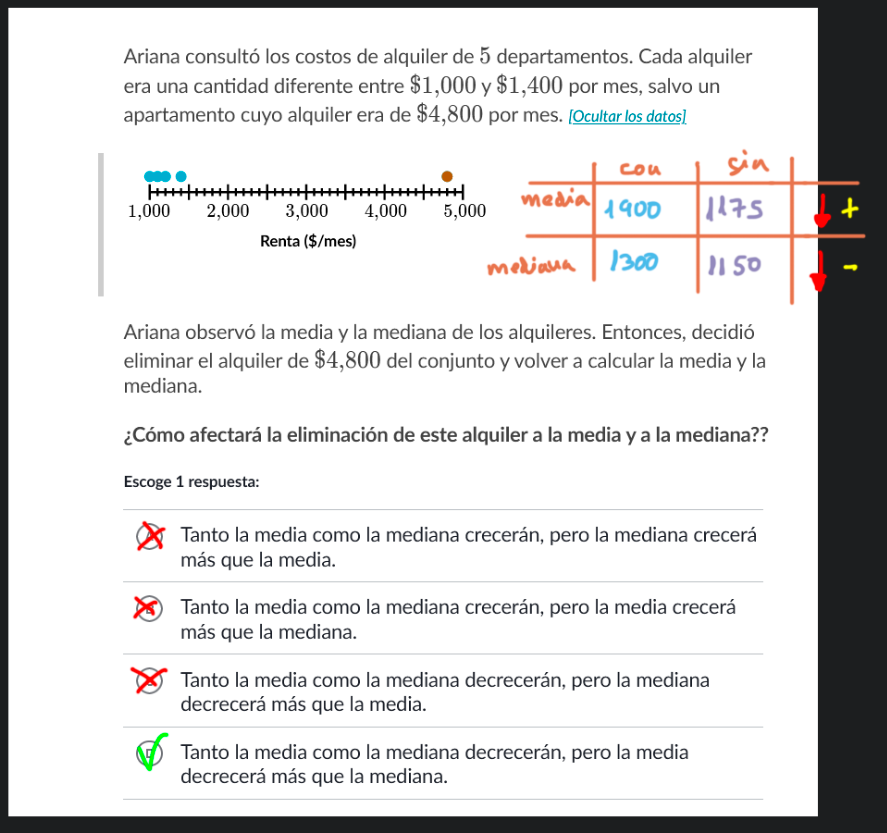 Ariana consultó los costos de alquiler de 5 departamentos. Cada alquiler
era una cantidad diferente entre $1,000 y $1,400 por mes, salvo un
apartamento cuyo alquiler era de $4,800 por mes. [Ocultar los datos]
con sin
media 1900 1175 +
mediana 1300 1150 -
1,000 2,000 3,000 4,000 5,000
Renta ($/mes)
Ariana observó la media y la mediana de los alquileres. Entonces, decidió
eliminar el alquiler de $4,800 del conjunto y volver a calcular la media y la
mediana.
¿Cómo afectará la eliminación de este alquiler a la media y a la mediana??
Escoge 1 respuesta:
Tanto la media como la mediana crecerán, pero la mediana crecerá
más que la media.
Tanto la media como la mediana crecerán, pero la media crecerá
más que la mediana.
Tanto la media como la mediana decrecerán, pero la mediana
decrecerá más que la media.
Tanto la media como la mediana decrecerán, pero la media
decrecerá más que la mediana.